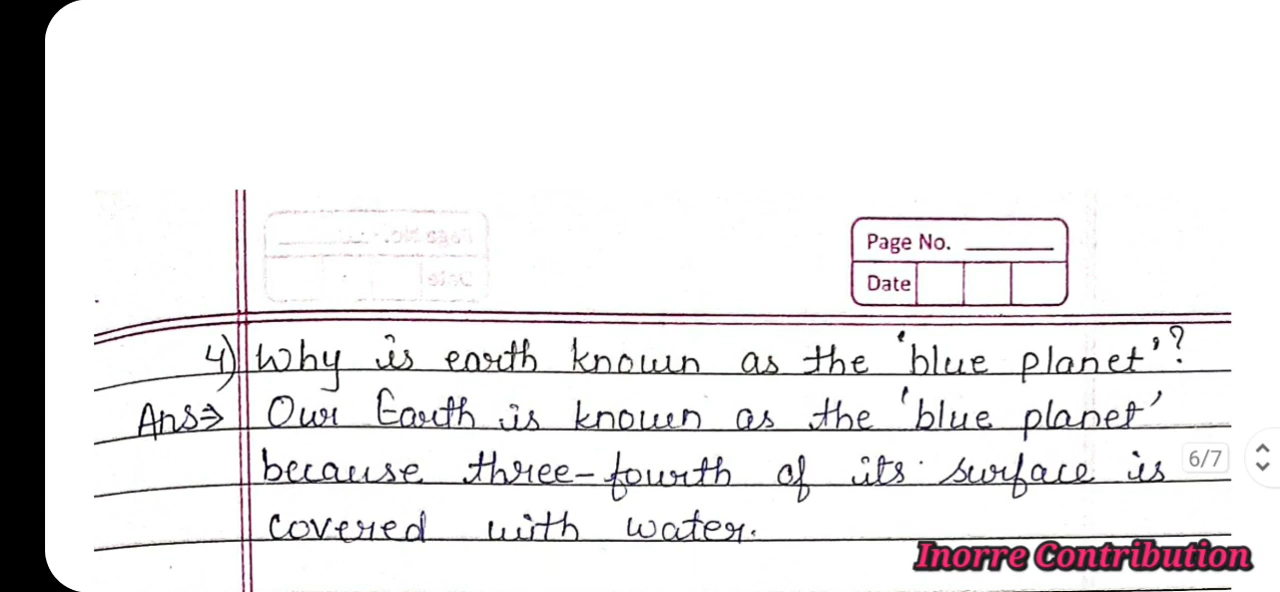 Page No.
Date
4) Why is earth known as the 'blue planet'?
Ans⇒ Our Earth is known as the 'blue planet'
because three-fourth of its surface is
6/7
covered with water.
Inorre Contribution